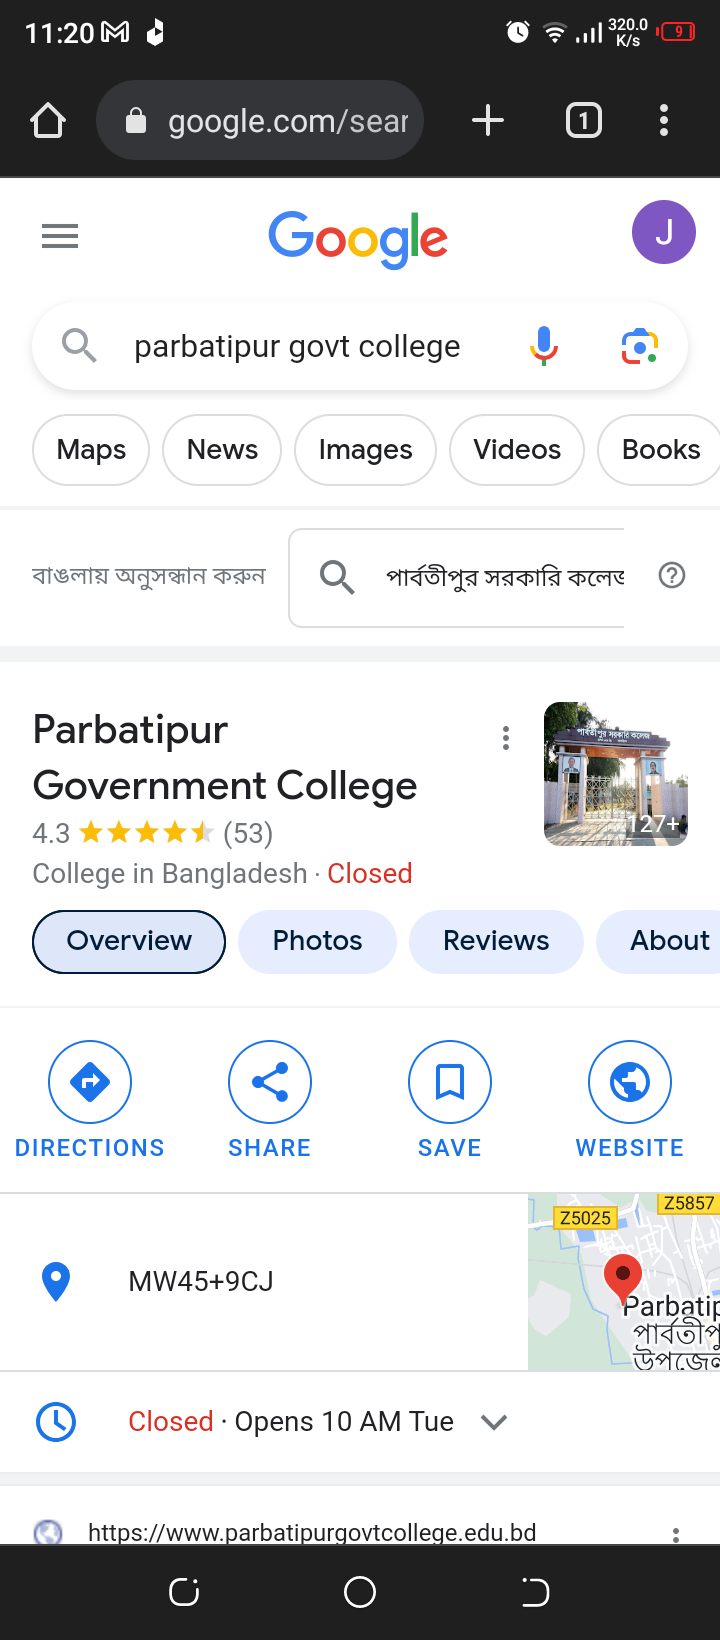 11:20
320.0
K/s
9
google.com/sear
1
Google
J
parbatipur govt college
Maps News Images Videos Books
বাঙলায় অনুসন্ধান করুন
পার্বতীপুর সরকারি কলেজ
Parbatipur
Government College
পার্বতীপুর সরকারি কলেজ
127+
4.3 (53)
College in Bangladesh · Closed
Overview Photos Reviews About
DIRECTIONS SHARE SAVE WEBSITE
Z5857
Z5025
MW45+9CJ
Parbatip
পার্বতীপু
উপজেল
Closed · Opens 10 AM Tue
https://www.parbatipurgovtcollege.edu.bd